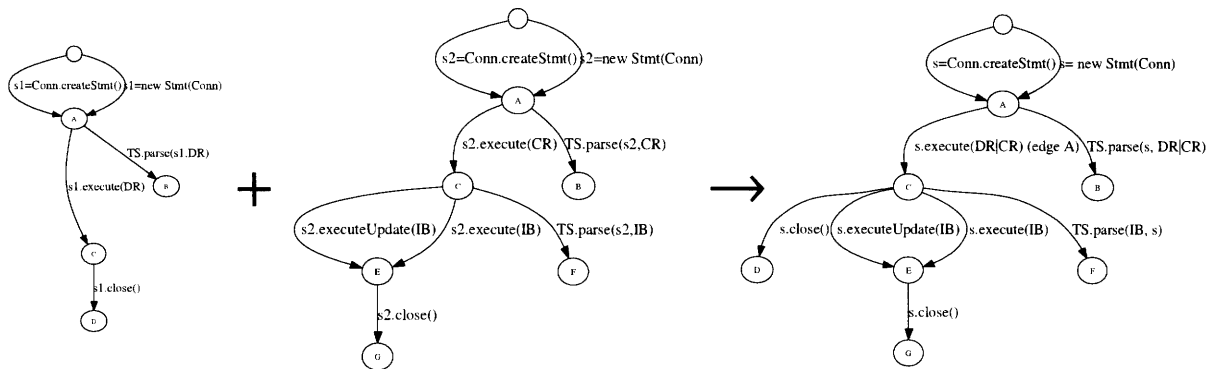 s1=Conn.createStmt() s1=new Stmt(Conn)
A
TS.parse(s1.DR)
B
s1.execute(DR)
C
s1.close()
D
+
s2=Conn.createStmt() s2=new Stmt(Conn)
A
s2.execute(CR) TS.parse(s2,CR)
C B
s2.executeUpdate(IB) s2.execute(IB) TS.parse(s2,IB)
E F
s2.close()
G
s=Conn.createStmt() s= new Stmt(Conn)
A
s.execute(DR|CR) (edge A) TS.parse(s, DR|CR)
C B
s.close() s.executeUpdate(IB) s.execute(IB) TS.parse(IB, s)
D E F
s.close()
G